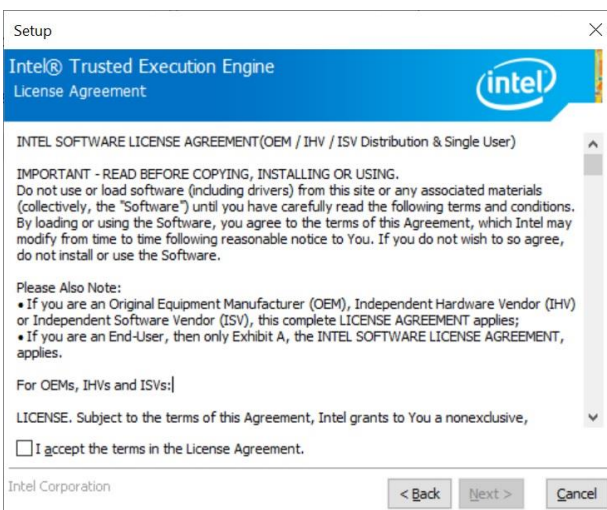 Setup
Intel® Trusted Execution Engine
License Agreement
intel
INTEL SOFTWARE LICENSE AGREEMENT(OEM / IHV / ISV Distribution & Single User)
IMPORTANT - READ BEFORE COPYING, INSTALLING OR USING.
Do not use or load software (including drivers) from this site or any associated materials
(collectively, the "Software") until you have carefully read the following terms and conditions.
By loading or using the Software, you agree to the terms of this Agreement, which Intel may
modify from time to time following reasonable notice to You. If you do not wish to so agree,
do not install or use the Software.
Please Also Note:
• If you are an Original Equipment Manufacturer (OEM), Independent Hardware Vendor (IHV)
or Independent Software Vendor (ISV), this complete LICENSE AGREEMENT applies;
• If you are an End-User, then only Exhibit A, the INTEL SOFTWARE LICENSE AGREEMENT,
applies.
For OEMs, IHVs and ISVs:
LICENSE. Subject to the terms of this Agreement, Intel grants to You a nonexclusive,
I accept the terms in the License Agreement.
Intel Corporation
< Back Next > Cancel